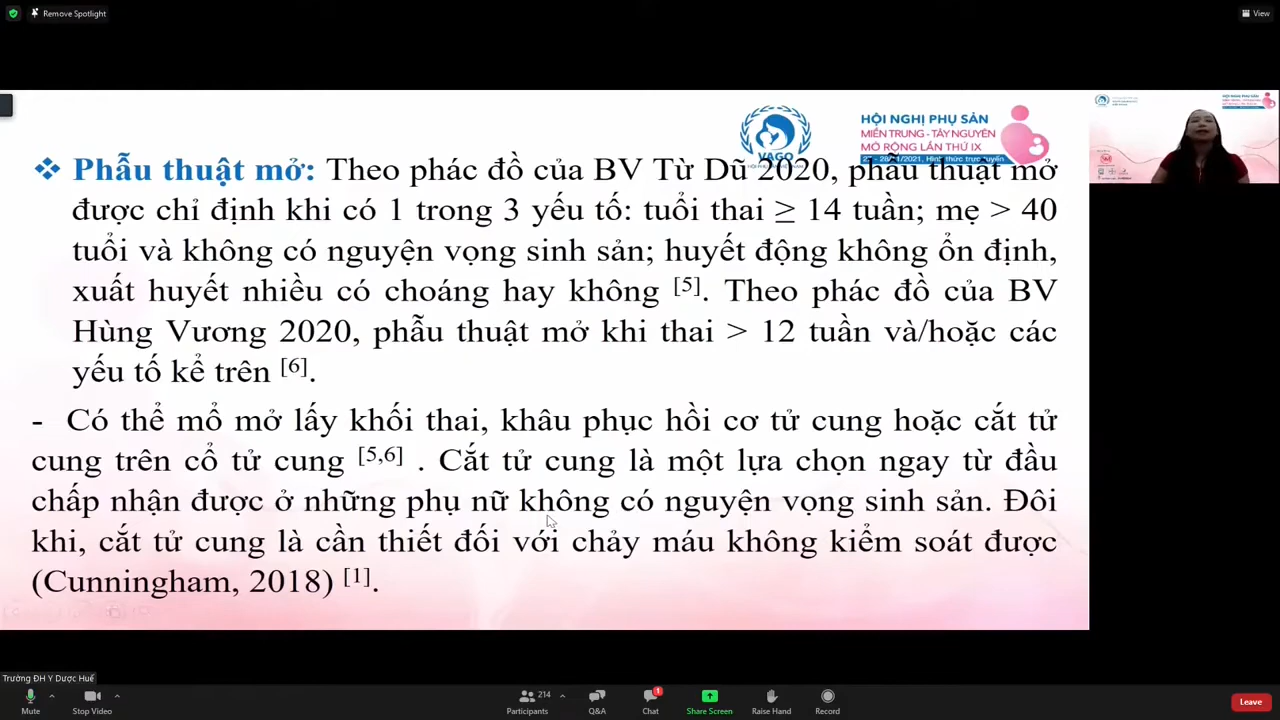 Remove Spotlight
View
VAGO
HỘI NGHỊ PHỤ SẢN
MIỀN TRUNG - TÂY NGUYÊN
MỞ RỘNG LẦN THỨ IX
❖ Phẫu thuật mở: Theo phác đồ của BV Từ Dũ 2020, phẫu thuật mở
được chỉ định khi có 1 trong 3 yếu tố: tuổi thai ≥ 14 tuần; mẹ > 40
tuổi và không có nguyện vọng sinh sản; huyết động không ổn định,
xuất huyết nhiều có choáng hay không [5]. Theo phác đồ của BV
Hùng Vương 2020, phẫu thuật mở khi thai > 12 tuần và/hoặc các
yếu tố kể trên [6].
- Có thể mổ mở lấy khối thai, khâu phục hồi cơ tử cung hoặc cắt tử
cung trên cổ tử cung [5,6] . Cắt tử cung là một lựa chọn ngay từ đầu
chấp nhận được ở những phụ nữ không có nguyện vọng sinh sản. Đôi
khi, cắt tử cung là cần thiết đối với chảy máu không kiểm soát được
(Cunningham, 2018) [1].
Trường ĐH Y Dược Huế
Mute
Stop Video
214
Participants
Q&A
1
Chat
Share Screen
Raise Hand
Record
Leave